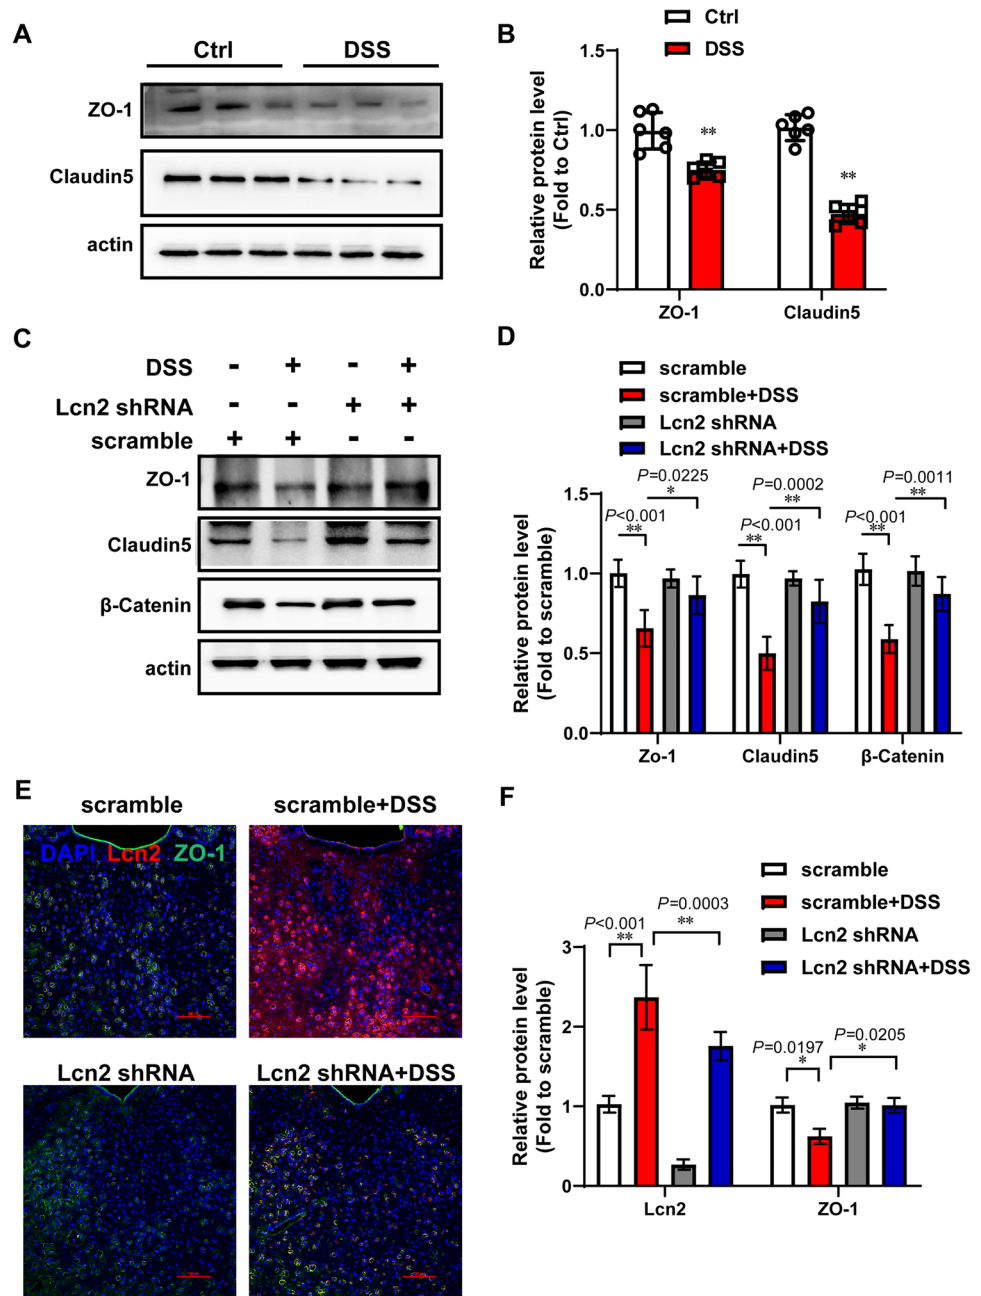 A
Ctrl DSS
ZO-1
Claudin5
actin
B
Ctrl
DSS
Relative protein level
(Fold to Ctrl)
1.5
1.0
0.5
0.0
** **
ZO-1 Claudin5
C
DSS - + - +
Lcn2 shRNA - - + +
scramble + + - -
ZO-1
Claudin5
β-Catenin
actin
D
scramble
scramble+DSS
Lcn2 shRNA
Lcn2 shRNA+DSS
Relative protein level
(Fold to scramble)
1.5
1.0
0.5
0.0
P=0.0225 P=0.0002 P=0.0011
* ** **
P<0.001 P<0.001 P<0.001
** ** **
Zo-1 Claudin5 β-Catenin
E
scramble scramble+DSS
DAPI Lcn2 ZO-1
Lcn2 shRNA Lcn2 shRNA+DSS
F
scramble
scramble+DSS
Lcn2 shRNA
Lcn2 shRNA+DSS
Relative protein level
(Fold to scramble)
3
2
1
0
P<0.001 P=0.0003
** **
P=0.0197 P=0.0205
* *
Lcn2 ZO-1